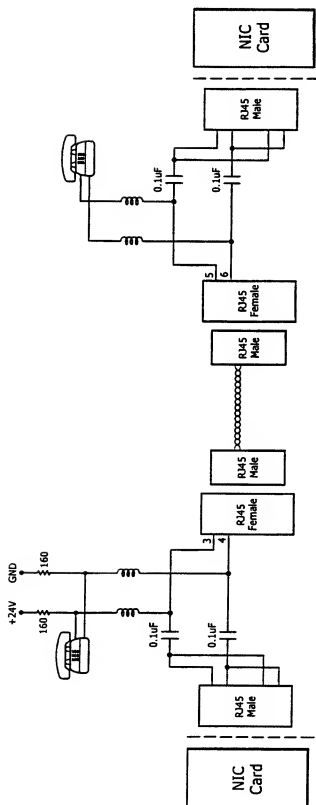 NIC
Card
RJ45
Male
0.1uF
0.1uF
5
6
RJ45
Female
RJ45
Male
RJ45
Male
RJ45
Female
3
4
GND
160
+24V
160
0.1uF
0.1uF
RJ45
Male
NIC
Card